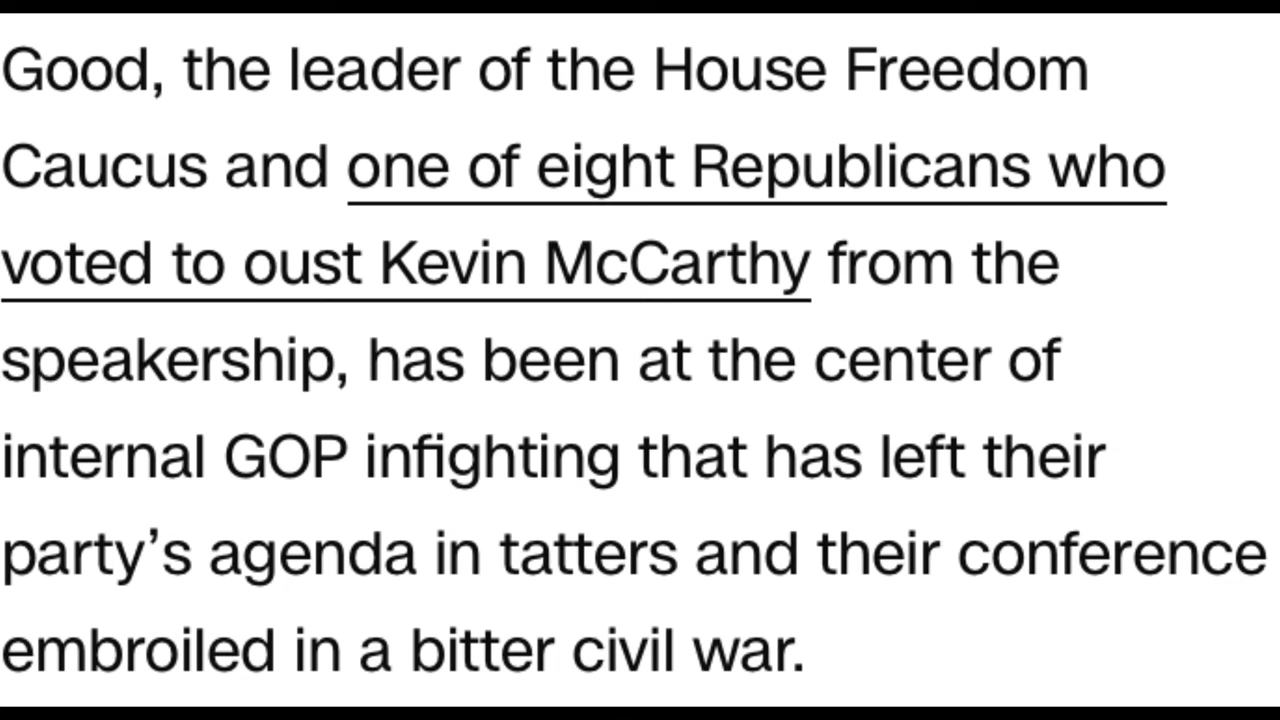 Good, the leader of the House Freedom
Caucus and one of eight Republicans who
voted to oust Kevin McCarthy from the
speakership, has been at the center of
internal GOP infighting that has left their
party’s agenda in tatters and their conference
embroiled in a bitter civil war.